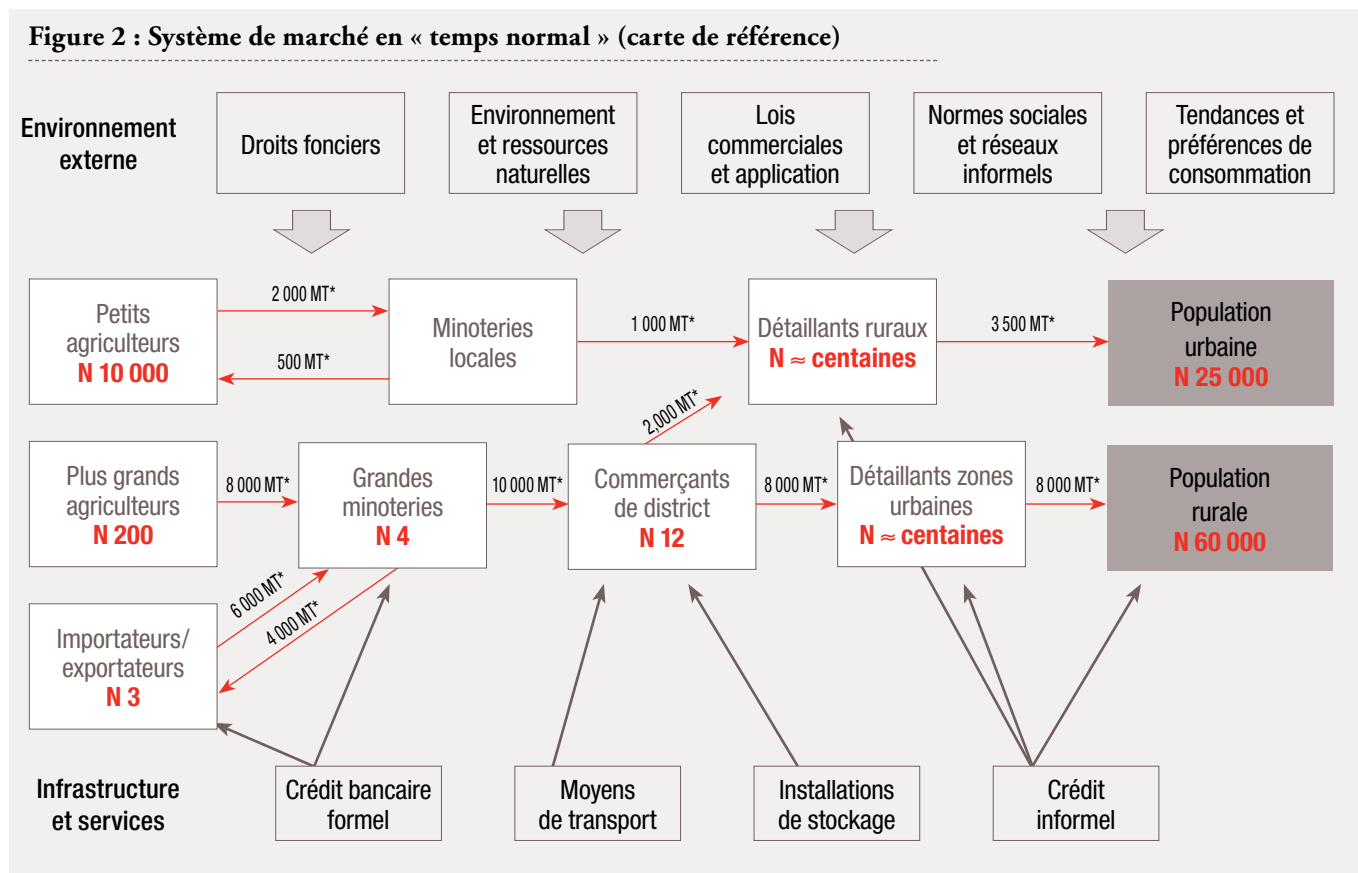 Figure 2 : Système de marché en « temps normal » (carte de référence)
Environnement
externe
Droits fonciers
Environnement
et ressources
naturelles
Lois
commerciales
et application
Normes sociales
et réseaux
informels
Tendances et
préférences de
consommation
Petits
agriculteurs
N 10 000
2 000 MT*
500 MT*
Minoteries
locales
1 000 MT*
Détaillants ruraux
N ≈ centaines
3 500 MT*
Population
urbaine
N 25 000
2,000 MT*
Plus grands
agriculteurs
N 200
8 000 MT*
Grandes
minoteries
N 4
10 000 MT*
Commerçants
de district
N 12
8 000 MT*
Détaillants zones
urbaines
N ≈ centaines
8 000 MT*
Population
rurale
N 60 000
6 000 MT*
4 000 MT*
Importateurs/
exportateurs
N 3
Infrastructure
et services
Crédit bancaire
formel
Moyens
de transport
Installations
de stockage
Crédit
informel